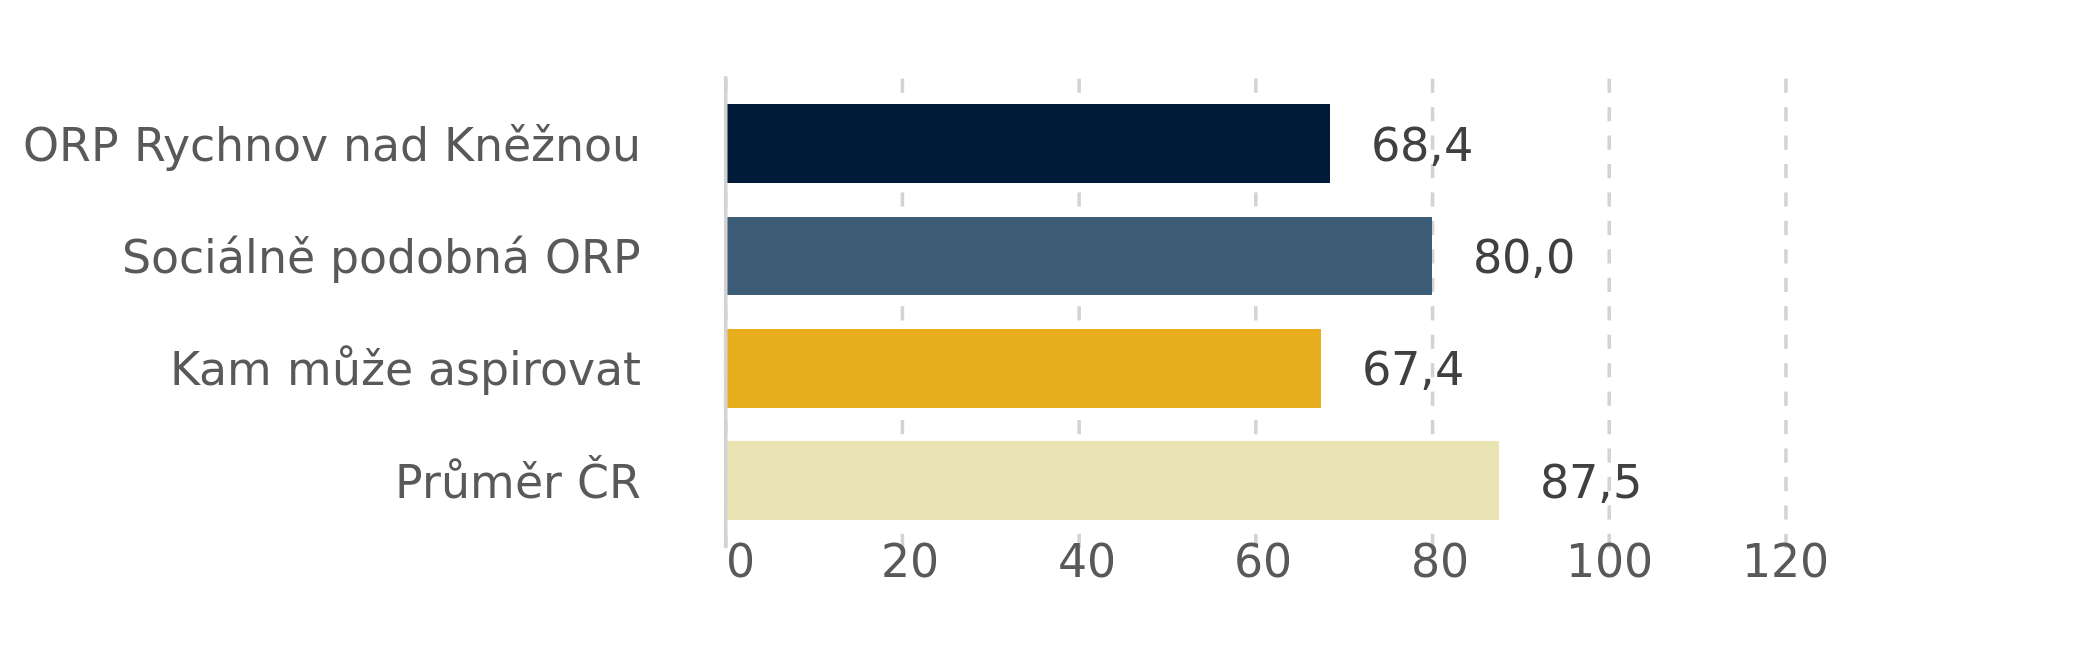 ORP Rychnov nad Kněžnou 68,4
Sociálně podobná ORP 80,0
Kam může aspirovat 67,4
Průměr ČR 87,5
0 20 40 60 80 100 120